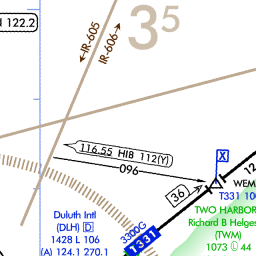 122.2
IR-605
IR-606
3⁵
116.55 HIB 112(Y)
096
36
X
12
WEM
T331 10
TWO HARBOR
Richard B Helges
(TWM)
1073 44
Duluth Intl
(DLH) D
1428 L 106
(A) 124.1 270.1
3300G
T331